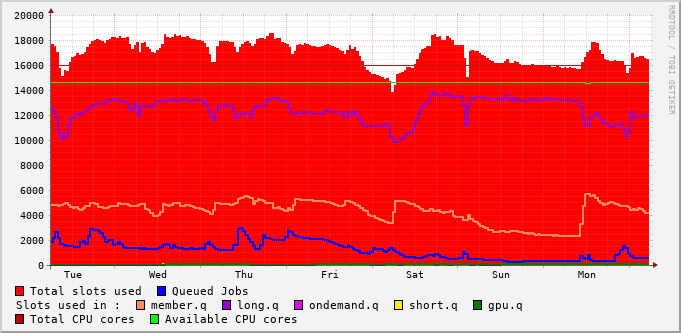 20000
18000
16000
14000
12000
10000
8000
6000
4000
2000
0
Tue Wed Thu Fri Sat Sun Mon
RRDTOOL / TOBI OETIKER
Total slots used Queued Jobs
Slots used in : member.q long.q ondemand.q short.q gpu.q
Total CPU cores Available CPU cores